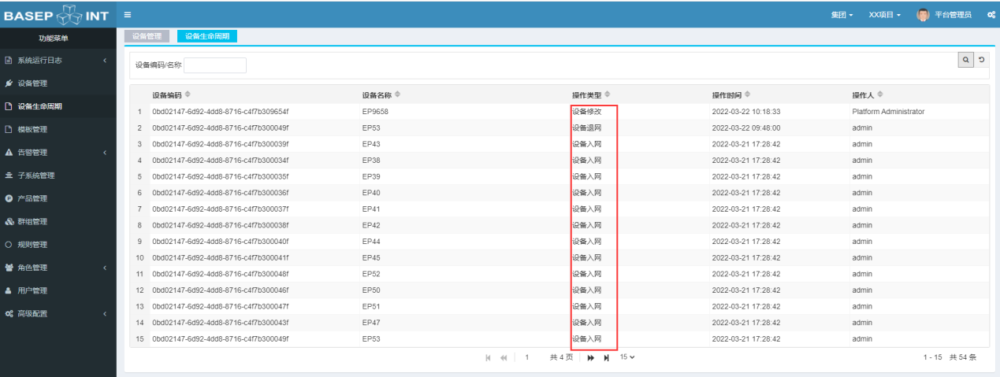 BASEP INT 集团 XX项目 平台管理员
功能菜单
系统运行日志
设备管理
设备生命周期
模板管理
告警管理
子系统管理
产品管理
群组管理
规则管理
角色管理
用户管理
高级配置
设备管理 设备生命周期
设备编码/名称
设备编码 设备名称 操作类型 操作时间 操作人
1 0bd02147-6d92-4dd8-8716-c4f7b309654f EP9658 设备修改 2022-03-22 10:18:33 Platform Administrator
2 0bd02147-6d92-4dd8-8716-c4f7b300049f EP53 设备退网 2022-03-22 09:48:00 admin
3 0bd02147-6d92-4dd8-8716-c4f7b300039f EP43 设备入网 2022-03-21 17:28:42 admin
4 0bd02147-6d92-4dd8-8716-c4f7b300034f EP38 设备入网 2022-03-21 17:28:42 admin
5 0bd02147-6d92-4dd8-8716-c4f7b300035f EP39 设备入网 2022-03-21 17:28:42 admin
6 0bd02147-6d92-4dd8-8716-c4f7b300036f EP40 设备入网 2022-03-21 17:28:42 admin
7 0bd02147-6d92-4dd8-8716-c4f7b300037f EP41 设备入网 2022-03-21 17:28:42 admin
8 0bd02147-6d92-4dd8-8716-c4f7b300038f EP42 设备入网 2022-03-21 17:28:42 admin
9 0bd02147-6d92-4dd8-8716-c4f7b300040f EP44 设备入网 2022-03-21 17:28:42 admin
10 0bd02147-6d92-4dd8-8716-c4f7b300041f EP45 设备入网 2022-03-21 17:28:42 admin
11 0bd02147-6d92-4dd8-8716-c4f7b300048f EP52 设备入网 2022-03-21 17:28:42 admin
12 0bd02147-6d92-4dd8-8716-c4f7b300046f EP50 设备入网 2022-03-21 17:28:42 admin
13 0bd02147-6d92-4dd8-8716-c4f7b300047f EP51 设备入网 2022-03-21 17:28:42 admin
14 0bd02147-6d92-4dd8-8716-c4f7b300043f EP47 设备入网 2022-03-21 17:28:42 admin
15 0bd02147-6d92-4dd8-8716-c4f7b300049f EP53 设备入网 2022-03-21 17:28:42 admin
1 共 4 页 15 1 - 15 共 54 条